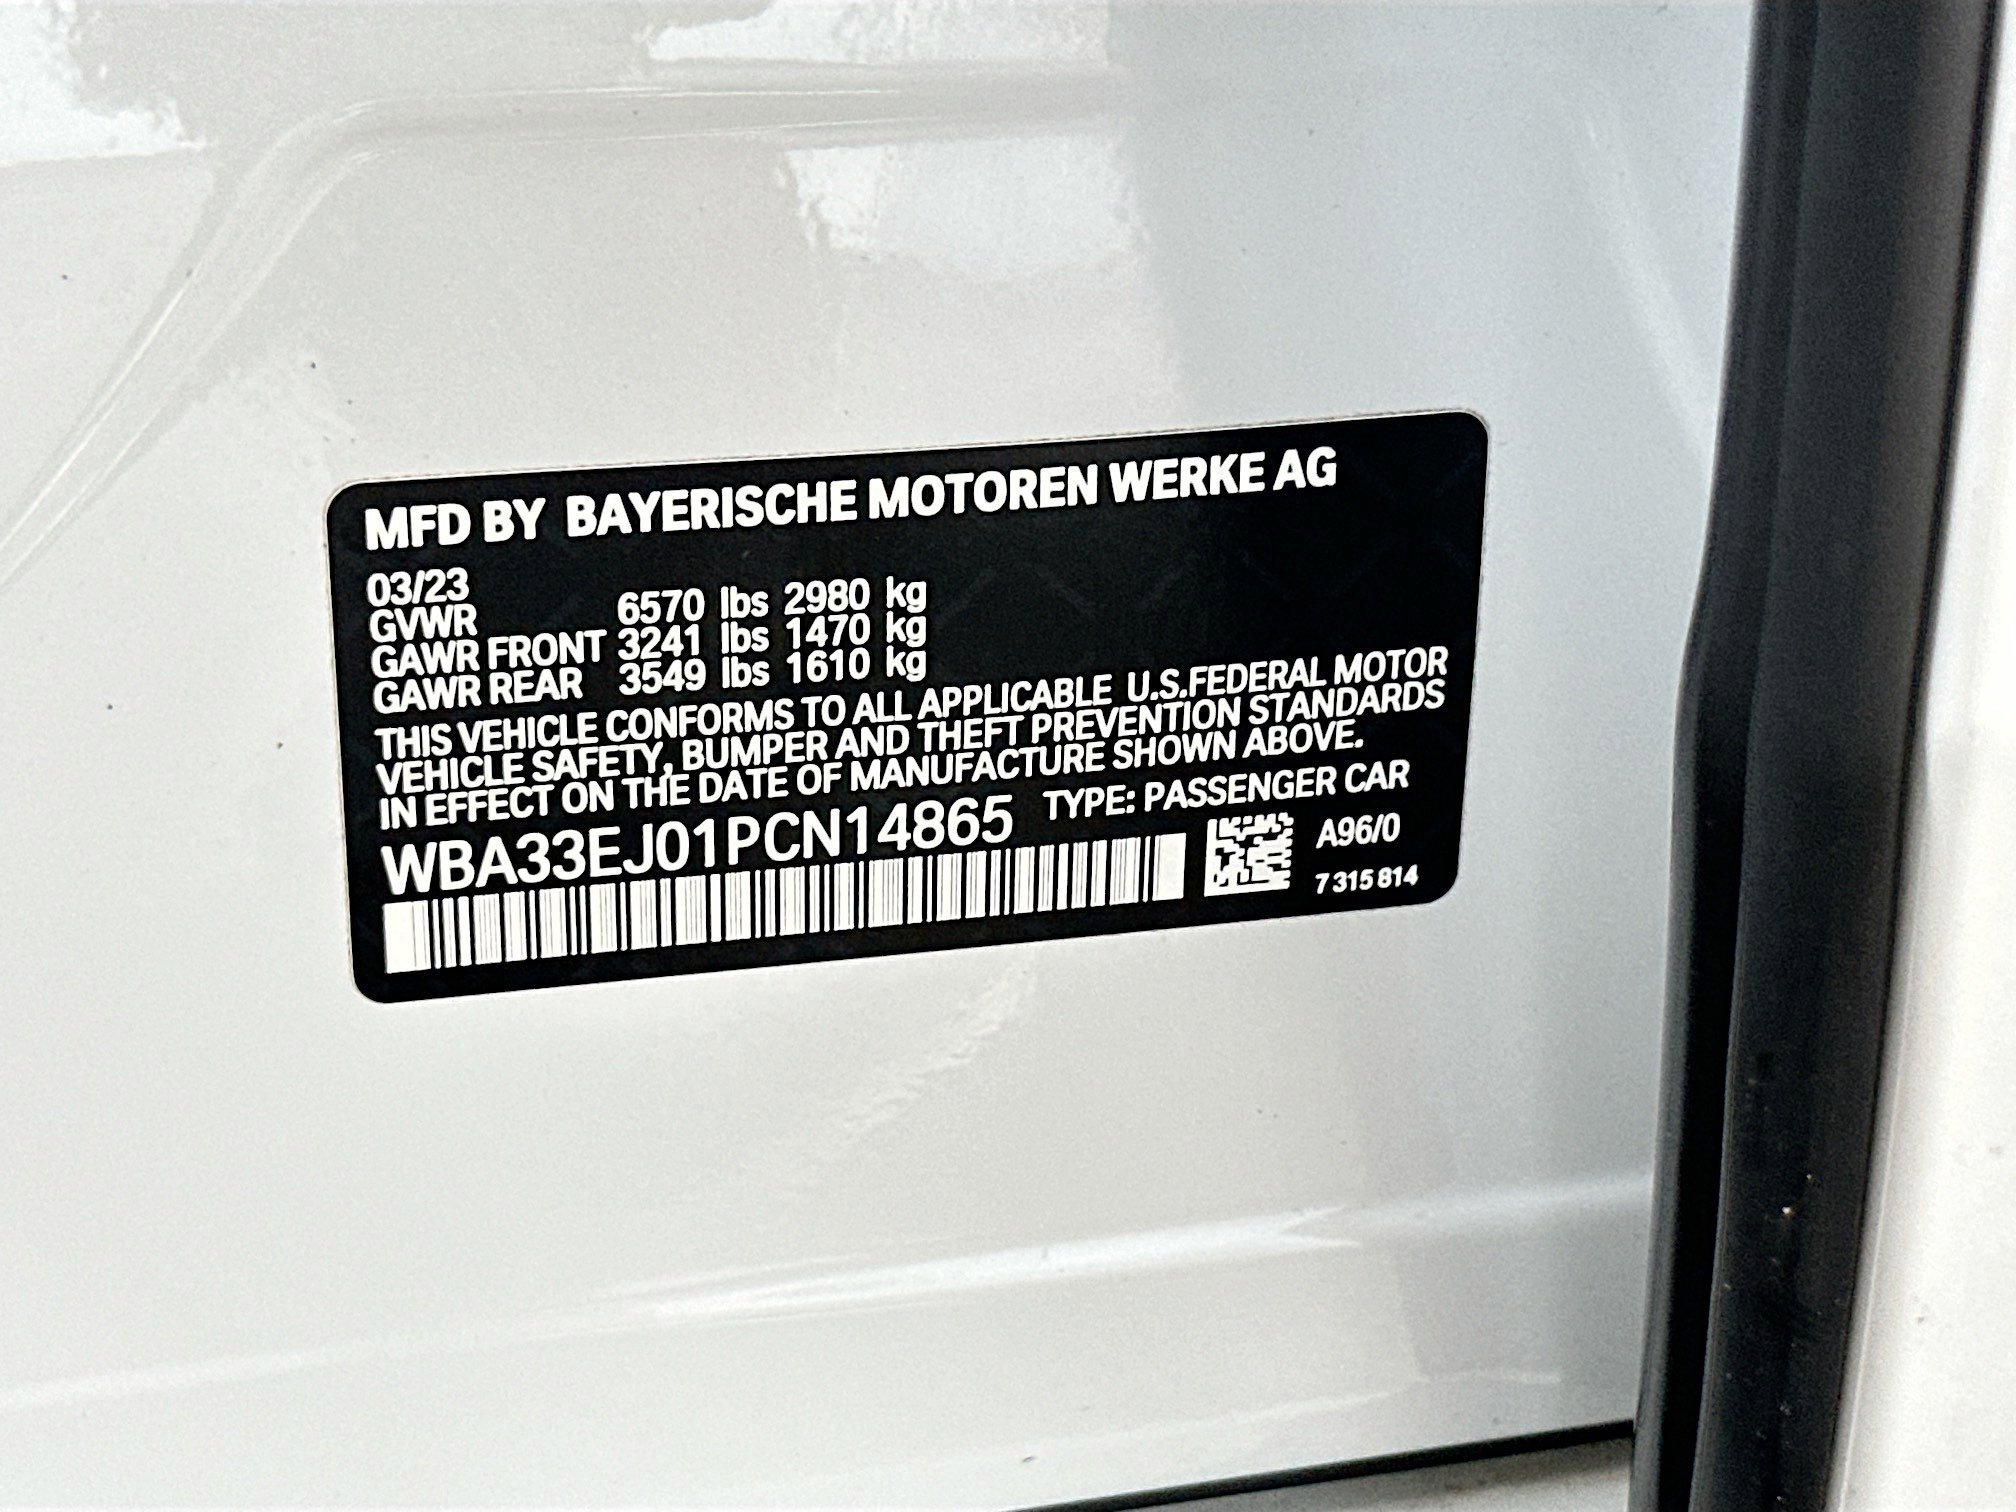 MFD BY BAYERISCHE MOTOREN WERKE AG
03/23
GVWR 6570 lbs 2980 kg
GAWR FRONT 3241 lbs 1470 kg
GAWR REAR 3549 lbs 1610 kg
THIS VEHICLE CONFORMS TO ALL APPLICABLE U.S.FEDERAL MOTOR
VEHICLE SAFETY, BUMPER AND THEFT PREVENTION STANDARDS
IN EFFECT ON THE DATE OF MANUFACTURE SHOWN ABOVE.
WBA33EJ01PCN14865 TYPE: PASSENGER CAR
A96/0
7 315 814